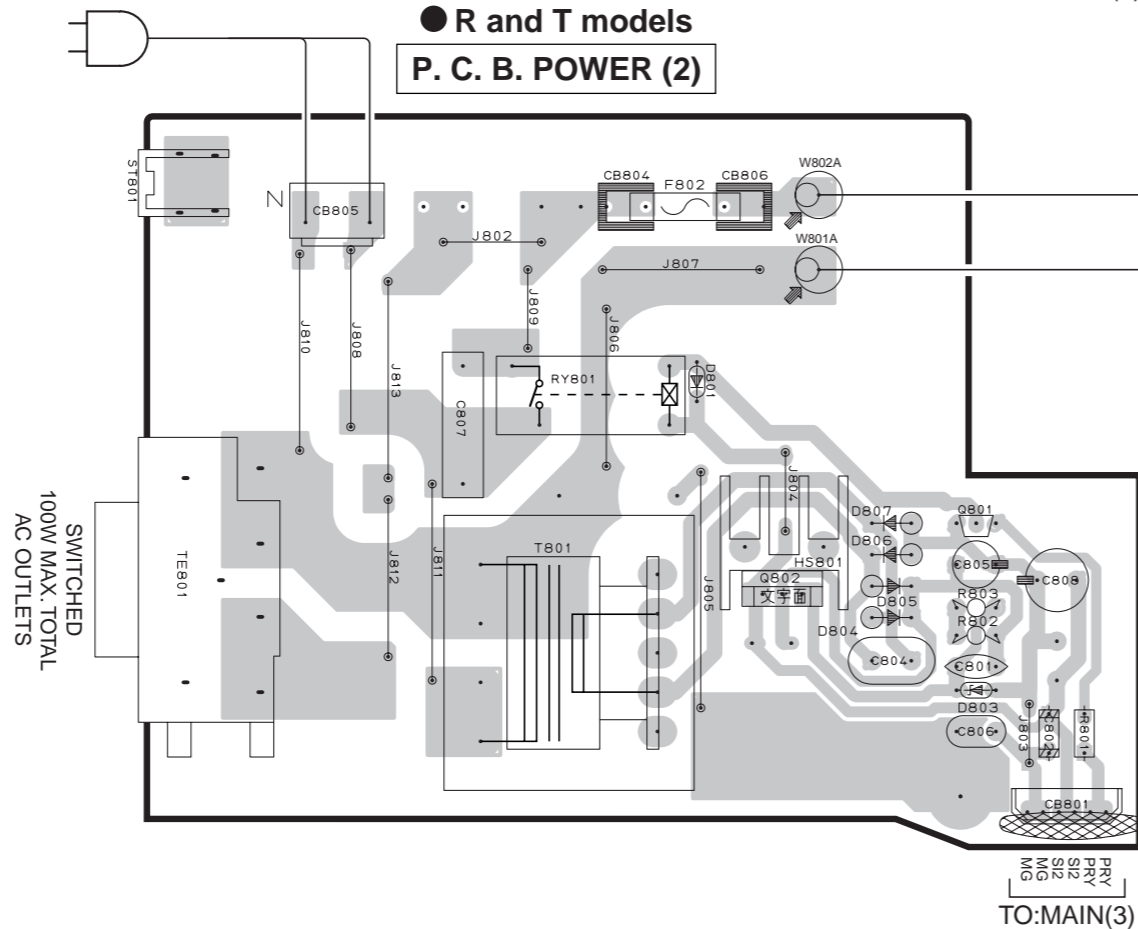 ● R and T models
P. C. B. POWER (2)
ST801
N
CB805
CB804
F802
CB806
W802A
W801A
J802
J807
J809
J810
J808
J806
J813
RY801
D801
C807
J804
D807
Q801
D806
C805
HS801
C808
SWITCHED
100W MAX. TOTAL
AC OUTLETS
TE801
J812
J811
T801
J805
Q802
文字面
D805
R803
R802
D804
C804
C801
D803
C806
J803
C802
R801
CB801
MG
MG
SI2
SI2
PRY
PRY
TO:MAIN(3)